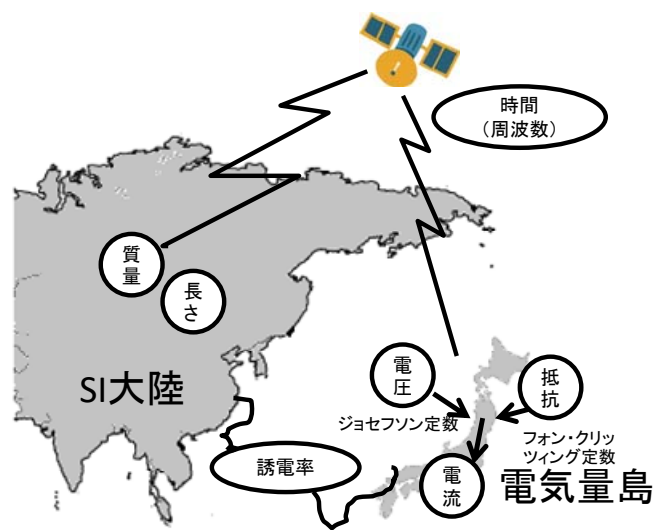 時間
（周波数）
質
量
長
さ
SI大陸
電
圧
抵
抗
ジョセフソン定数
フォン・クリッ
ツィング定数
誘電率
電
流
電気量島